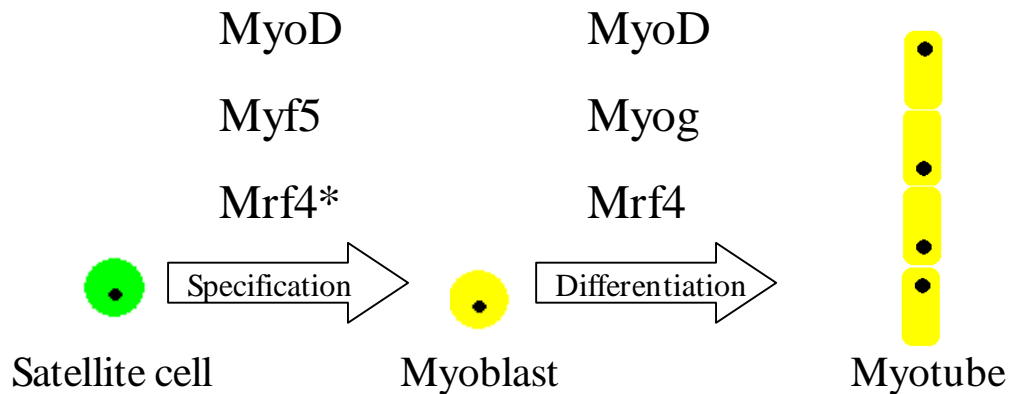 MyoD
Myf5
Mrf4*
Specification
MyoD
Myog
Mrf4
Differentiation
Satellite cell
Myoblast
Myotube